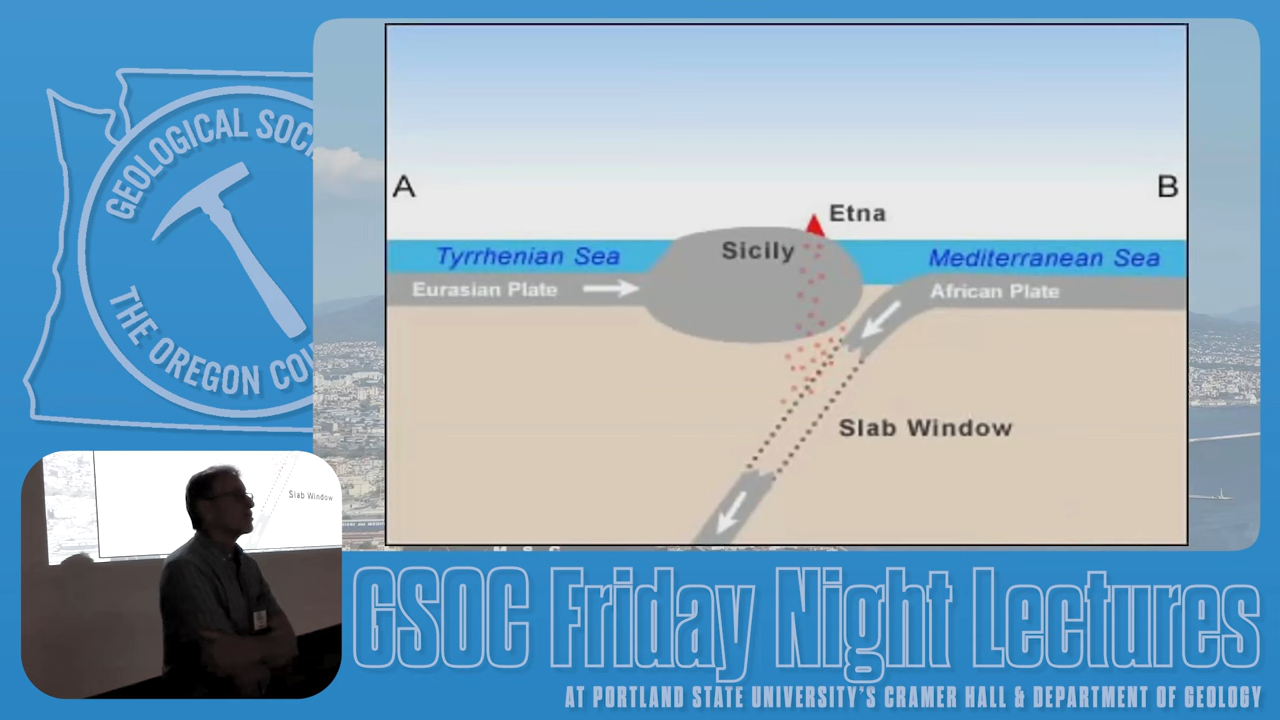 GEOLOGICAL SOC
THE OREGON COU
A
B
Etna
Sicily
Tyrrhenian Sea
Mediterranean Sea
Eurasian Plate
African Plate
Slab Window
Slab Window
GSOC Friday Night Lectures
AT PORTLAND STATE UNIVERSITY'S CRAMER HALL & DEPARTMENT OF GEOLOGY